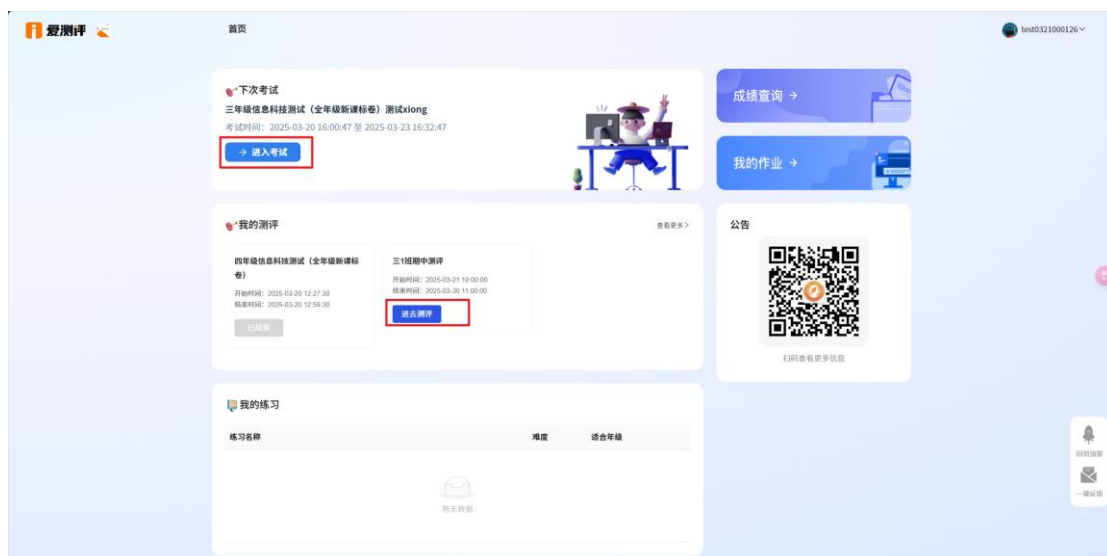 爱测评
首页
test0321000126
下次考试
三年级信息科技测试（全年级新课标卷）测试xiong
考试时间：2025-03-20 16:00:47 至 2025-03-23 16:32:47
→ 进入考试
成绩查询 →
我的作业 →
我的测评
查看更多>
四年级信息科技测试（全年级新课标
卷）
开始时间：2025-03-20 12:27:30
结束时间：2025-03-20 12:59:30
已结束
三1班期中测评
开始时间：2025-03-21 10:00:00
结束时间：2025-03-30 11:00:00
进去测评
公告
扫码查看更多信息
我的练习
练习名称
难度
适合年级
暂无数据
回到顶部
一键反馈